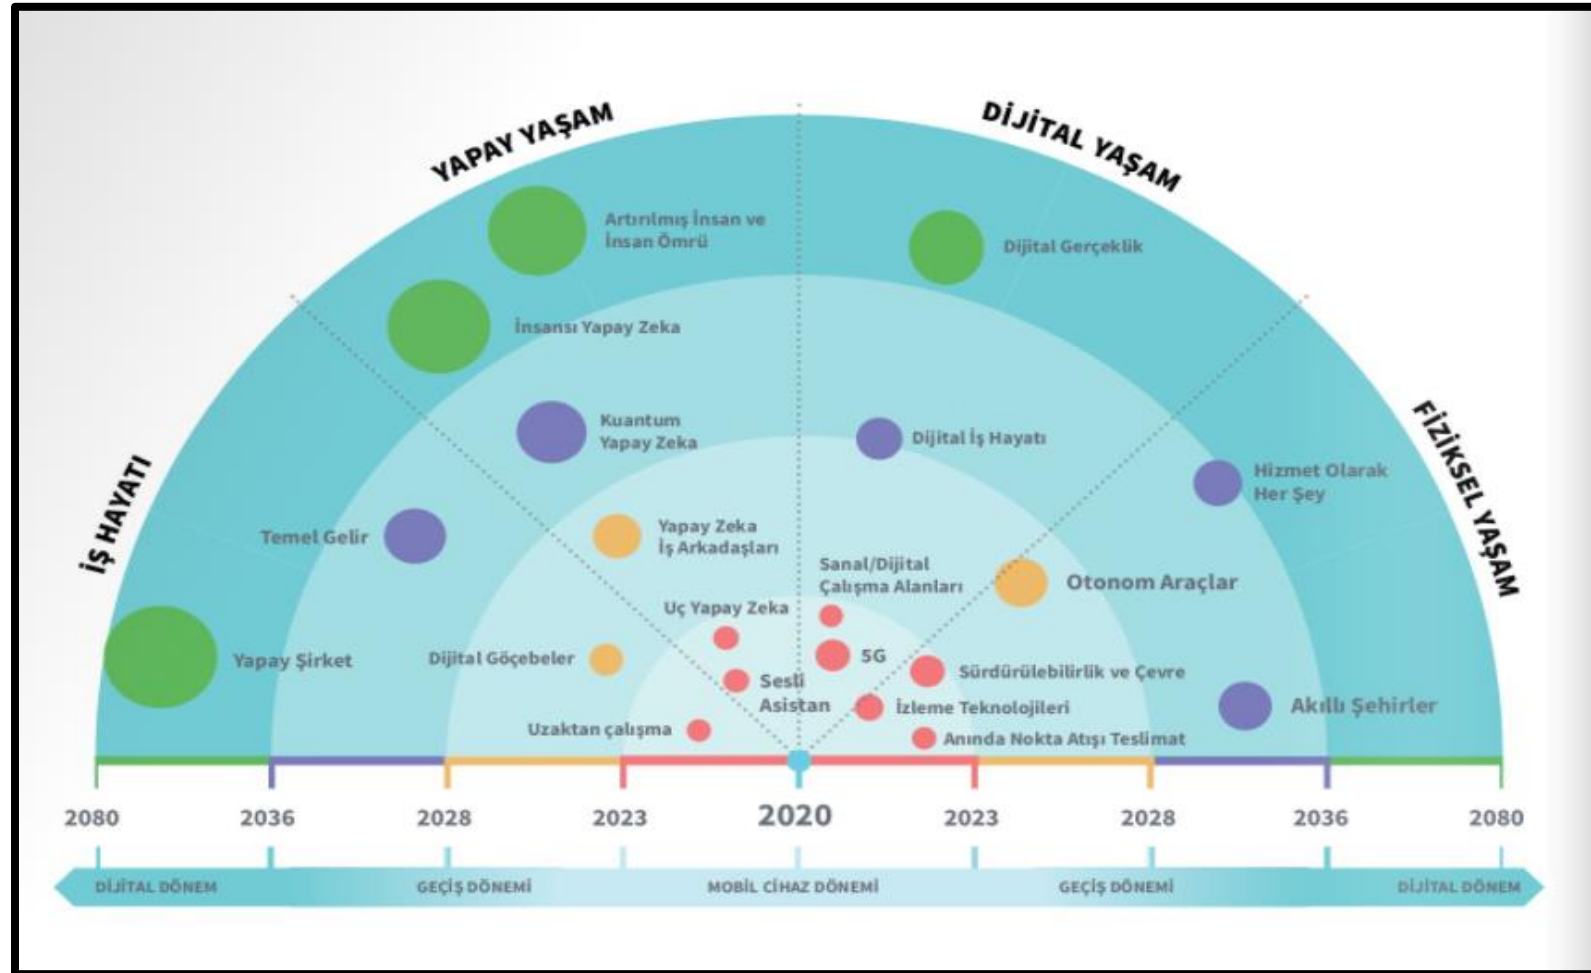 YAPAY YAŞAM
DİJİTAL YAŞAM
İŞ HAYATI
FİZİKSEL YAŞAM
Artırılmış İnsan ve
İnsan Ömrü
Dijital Gerçeklik
İnsansı Yapay Zeka
Kuantum
Yapay Zeka
Dijital İş Hayatı
Hizmet Olarak
Her Şey
Temel Gelir
Yapay Zeka
İş Arkadaşları
Sanal/Dijital
Çalışma Alanları
Otonom Araçlar
Uç Yapay Zeka
Yapay Şirket
Dijital Göçebeler
5G
Sürdürülebilirlik ve Çevre
Sesli
Asistan
İzleme Teknolojileri
Akıllı Şehirler
Uzaktan çalışma
Anında Nokta Atışı Teslimat
2080 2036 2028 2023 2020 2023 2028 2036 2080
DİJİTAL DÖNEM GEÇİŞ DÖNEMİ MOBİL CİHAZ DÖNEMİ GEÇİŞ DÖNEMİ DİJİTAL DÖNEM